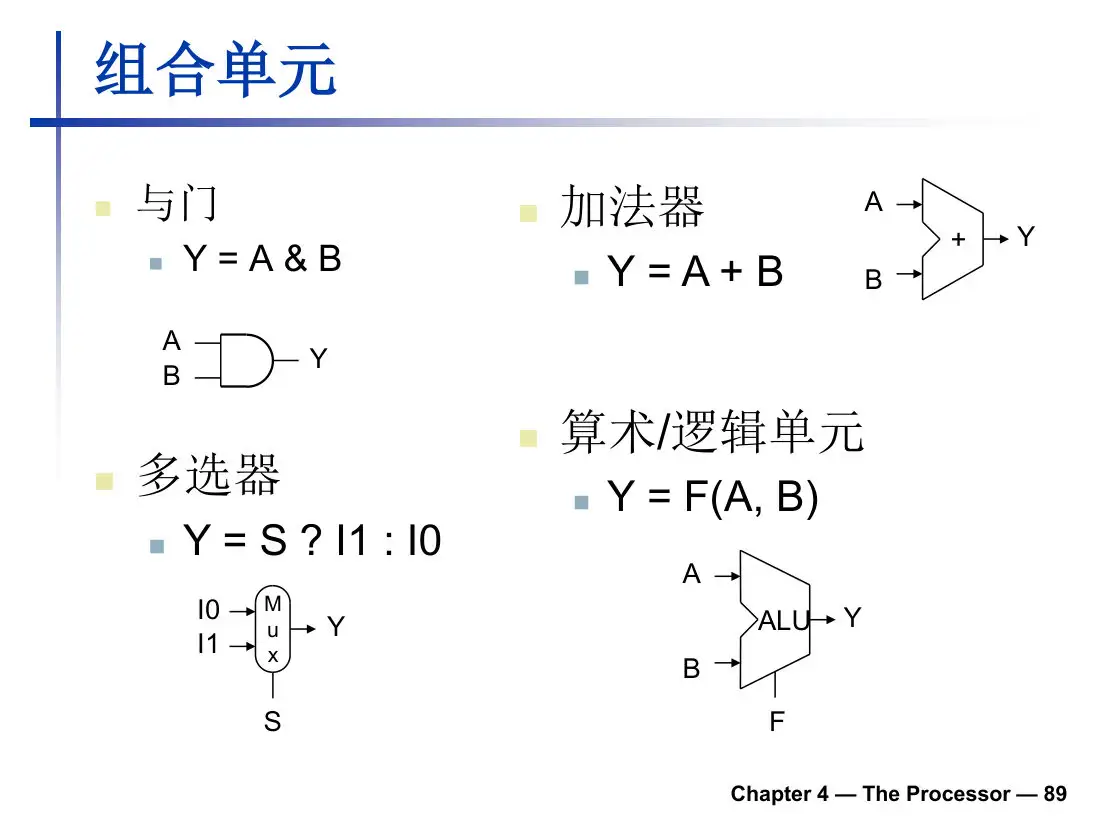 组合单元
与门
Y = A & B
A
B
Y
多选器
Y = S ? I1 : I0
I0
I1
M
u
x
Y
S
加法器
Y = A + B
A
B
+
Y
算术/逻辑单元
Y = F(A, B)
A
B
ALU
Y
F
Chapter 4 — The Processor — 89